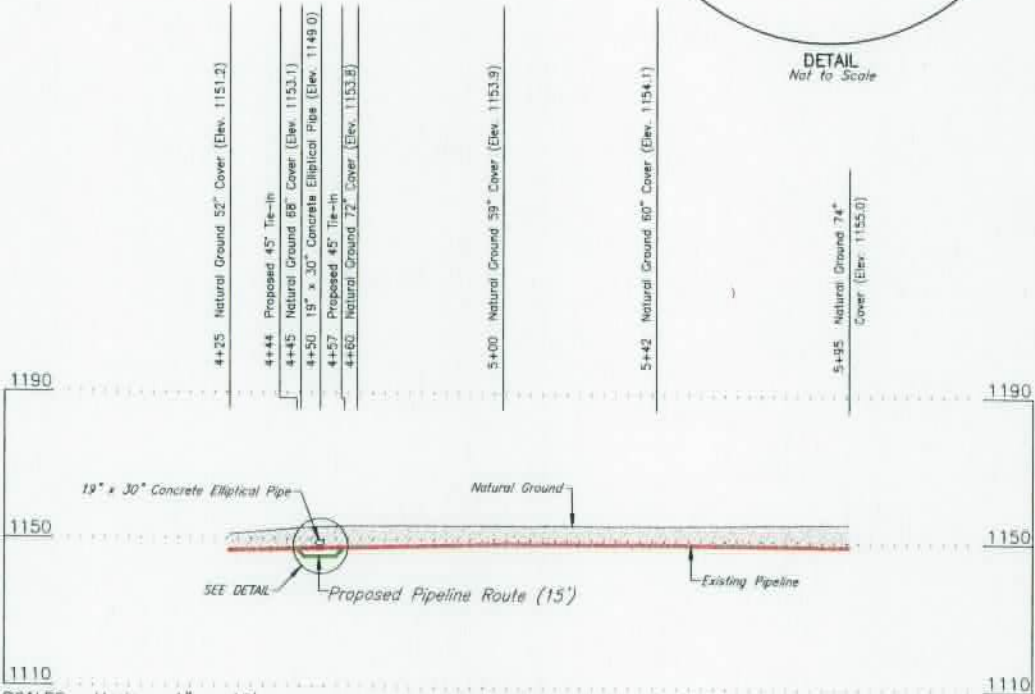 DETAIL
Not to Scale
4+25 Natural Ground 52" Cover (Elev. 1151.2)
4+44 Proposed 45° Tie-In
4+45 Natural Ground 68" Cover (Elev. 1153.1)
4+50 19" x 30" Concrete Elliptical Pipe (Elev. 1149.0)
4+57 Proposed 45° Tie-In
4+60 Natural Ground 72" Cover (Elev. 1153.8)
5+00 Natural Ground 59" Cover (Elev. 1153.9)
5+42 Natural Ground 60" Cover (Elev. 1154.1)
5+95 Natural Ground 74"
Cover (Elev. 1155.0)
1190
1190
19" x 30" Concrete Elliptical Pipe
Natural Ground
1150
1150
SEE DETAIL
Proposed Pipeline Route (15')
Existing Pipeline
1110
1110